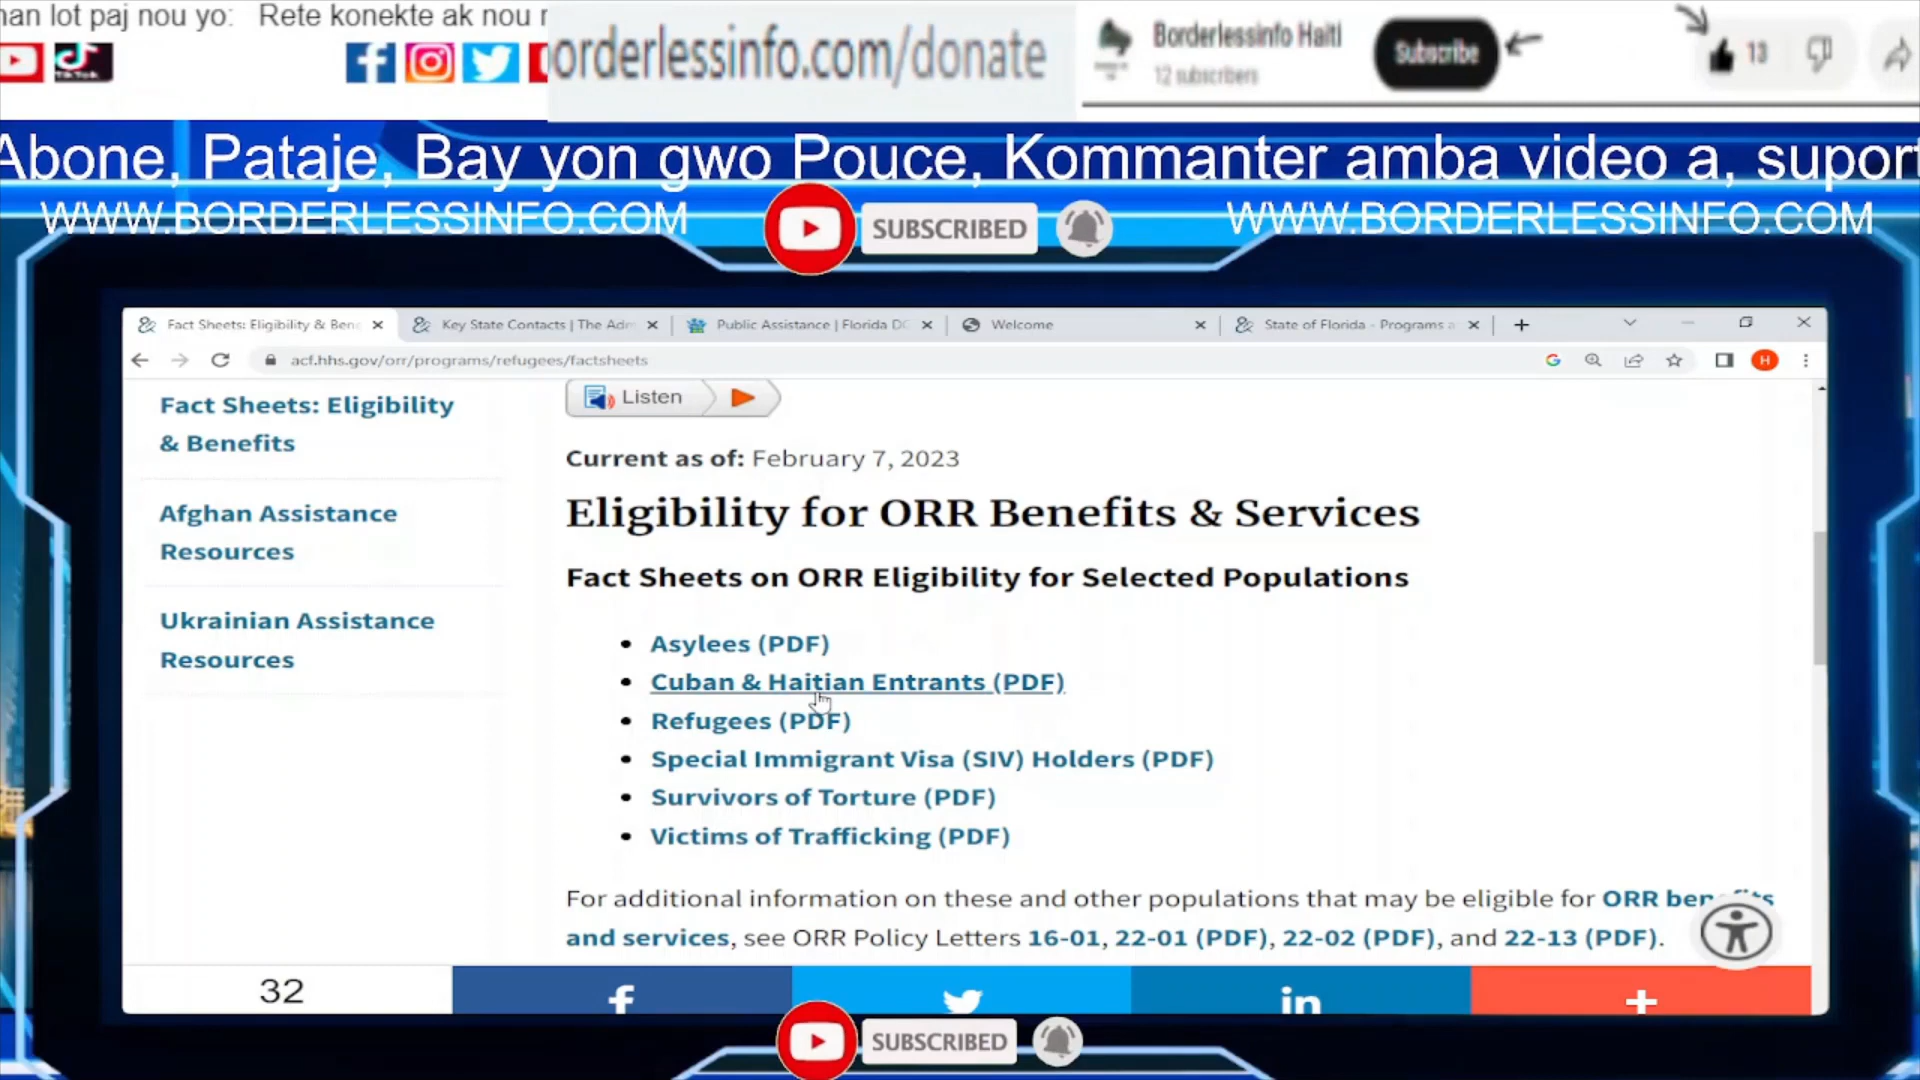 lot paj nou yo: Rete konekte ak nou
TikTok
orderlessinfo.com/donate
Borderlessinfo Haiti
12 subscribers
Subscribe
13
Abone, Pataje, Bay yon gwo Pouce, Kommanter amba video a, suport
WWW.BORDERLESSINFO.COM
SUBSCRIBED
WWW.BORDERLESSINFO.COM
Fact Sheets: Eligibility & Bene
Key State Contacts | The Adm
Public Assistance | Florida DC
Welcome
State of Florida - Programs a
acf.hhs.gov/orr/programs/refugees/factsheets
H
Fact Sheets: Eligibility
& Benefits
Afghan Assistance
Resources
Ukrainian Assistance
Resources
Listen
Current as of: February 7, 2023
Eligibility for ORR Benefits & Services
Fact Sheets on ORR Eligibility for Selected Populations
• Asylees (PDF)
• Cuban & Haitian Entrants (PDF)
• Refugees (PDF)
• Special Immigrant Visa (SIV) Holders (PDF)
• Survivors of Torture (PDF)
• Victims of Trafficking (PDF)
For additional information on these and other populations that may be eligible for ORR benefits
and services, see ORR Policy Letters 16-01, 22-01 (PDF), 22-02 (PDF), and 22-13 (PDF).
32
SUBSCRIBED